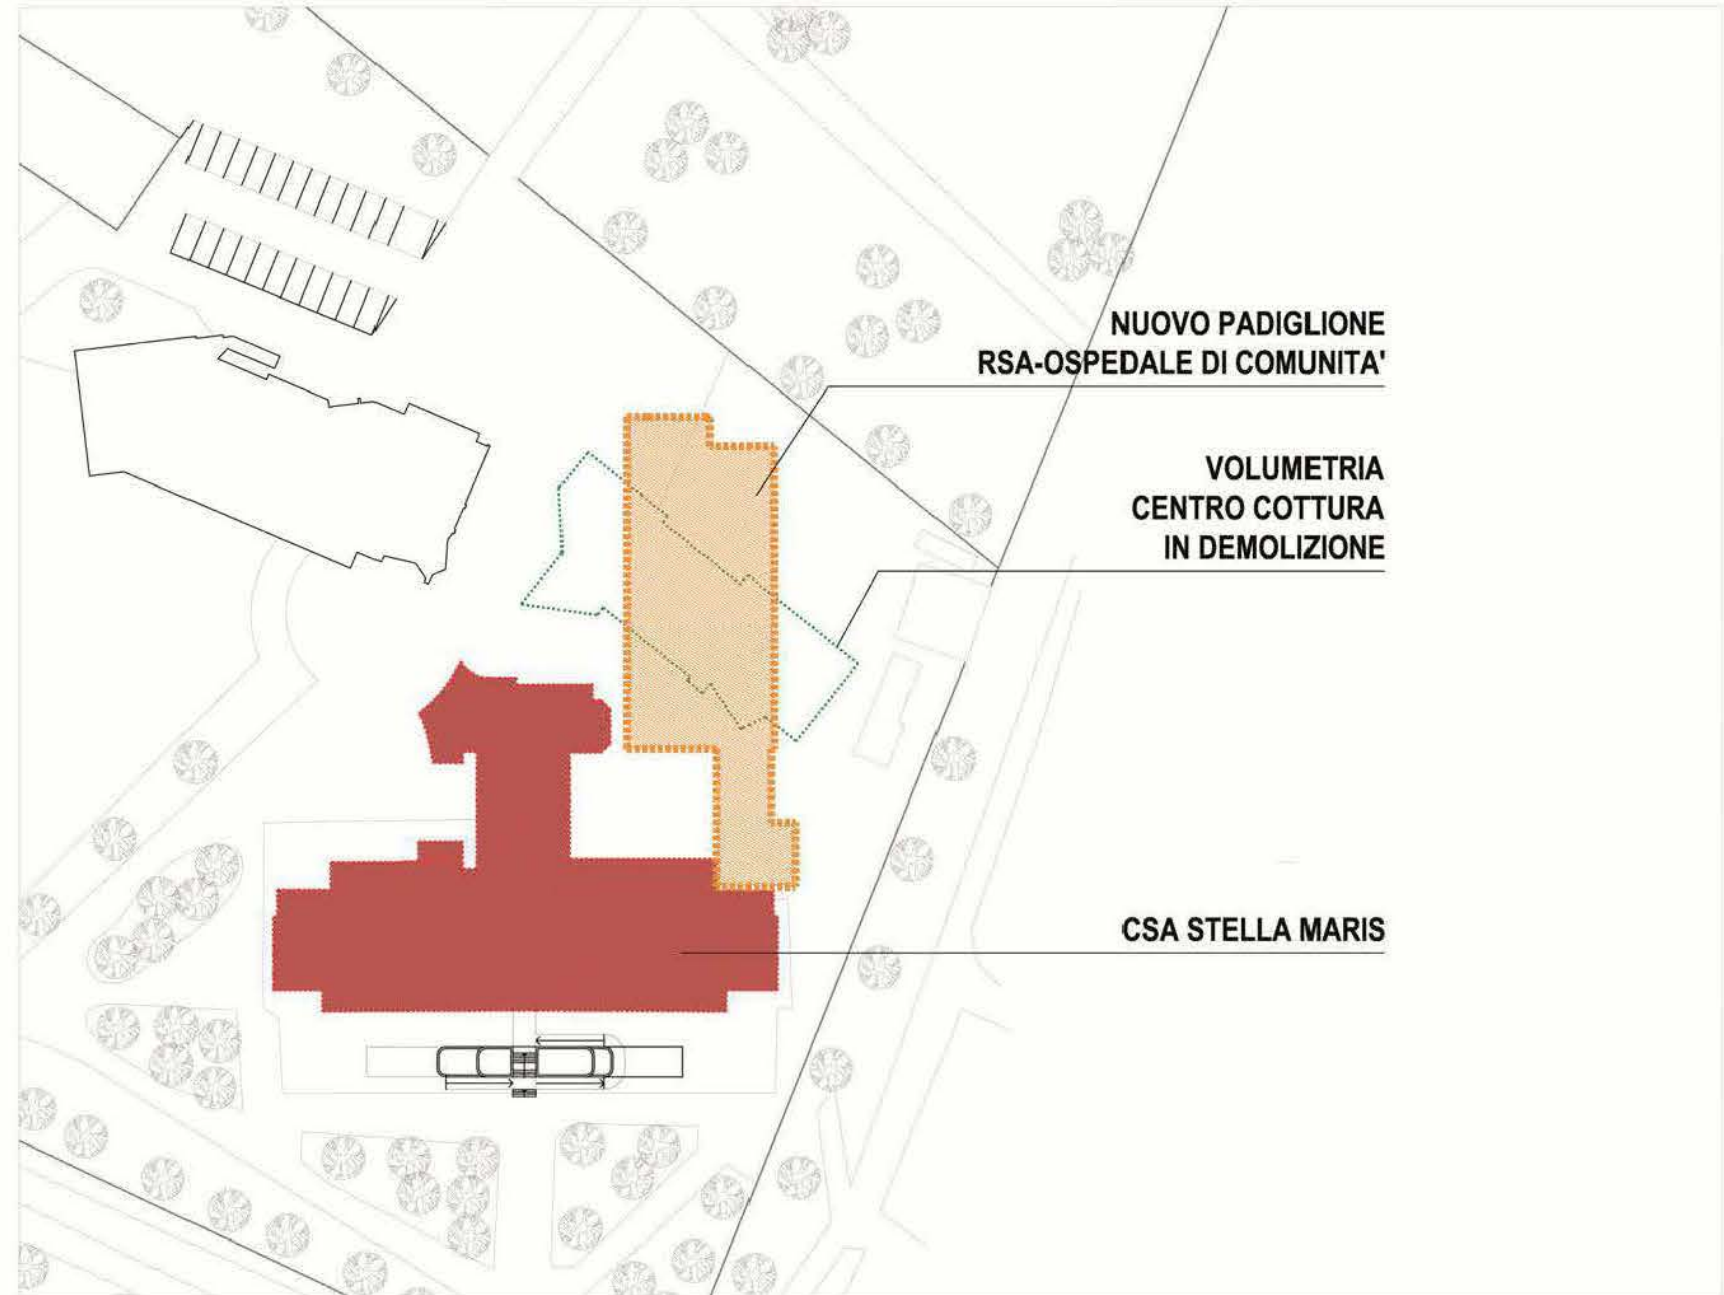 NUOVO PADIGLIONE
RSA-OSPEDALE DI COMUNITA'
VOLUMETRIA
CENTRO COTTURA
IN DEMOLIZIONE
CSA STELLA MARIS